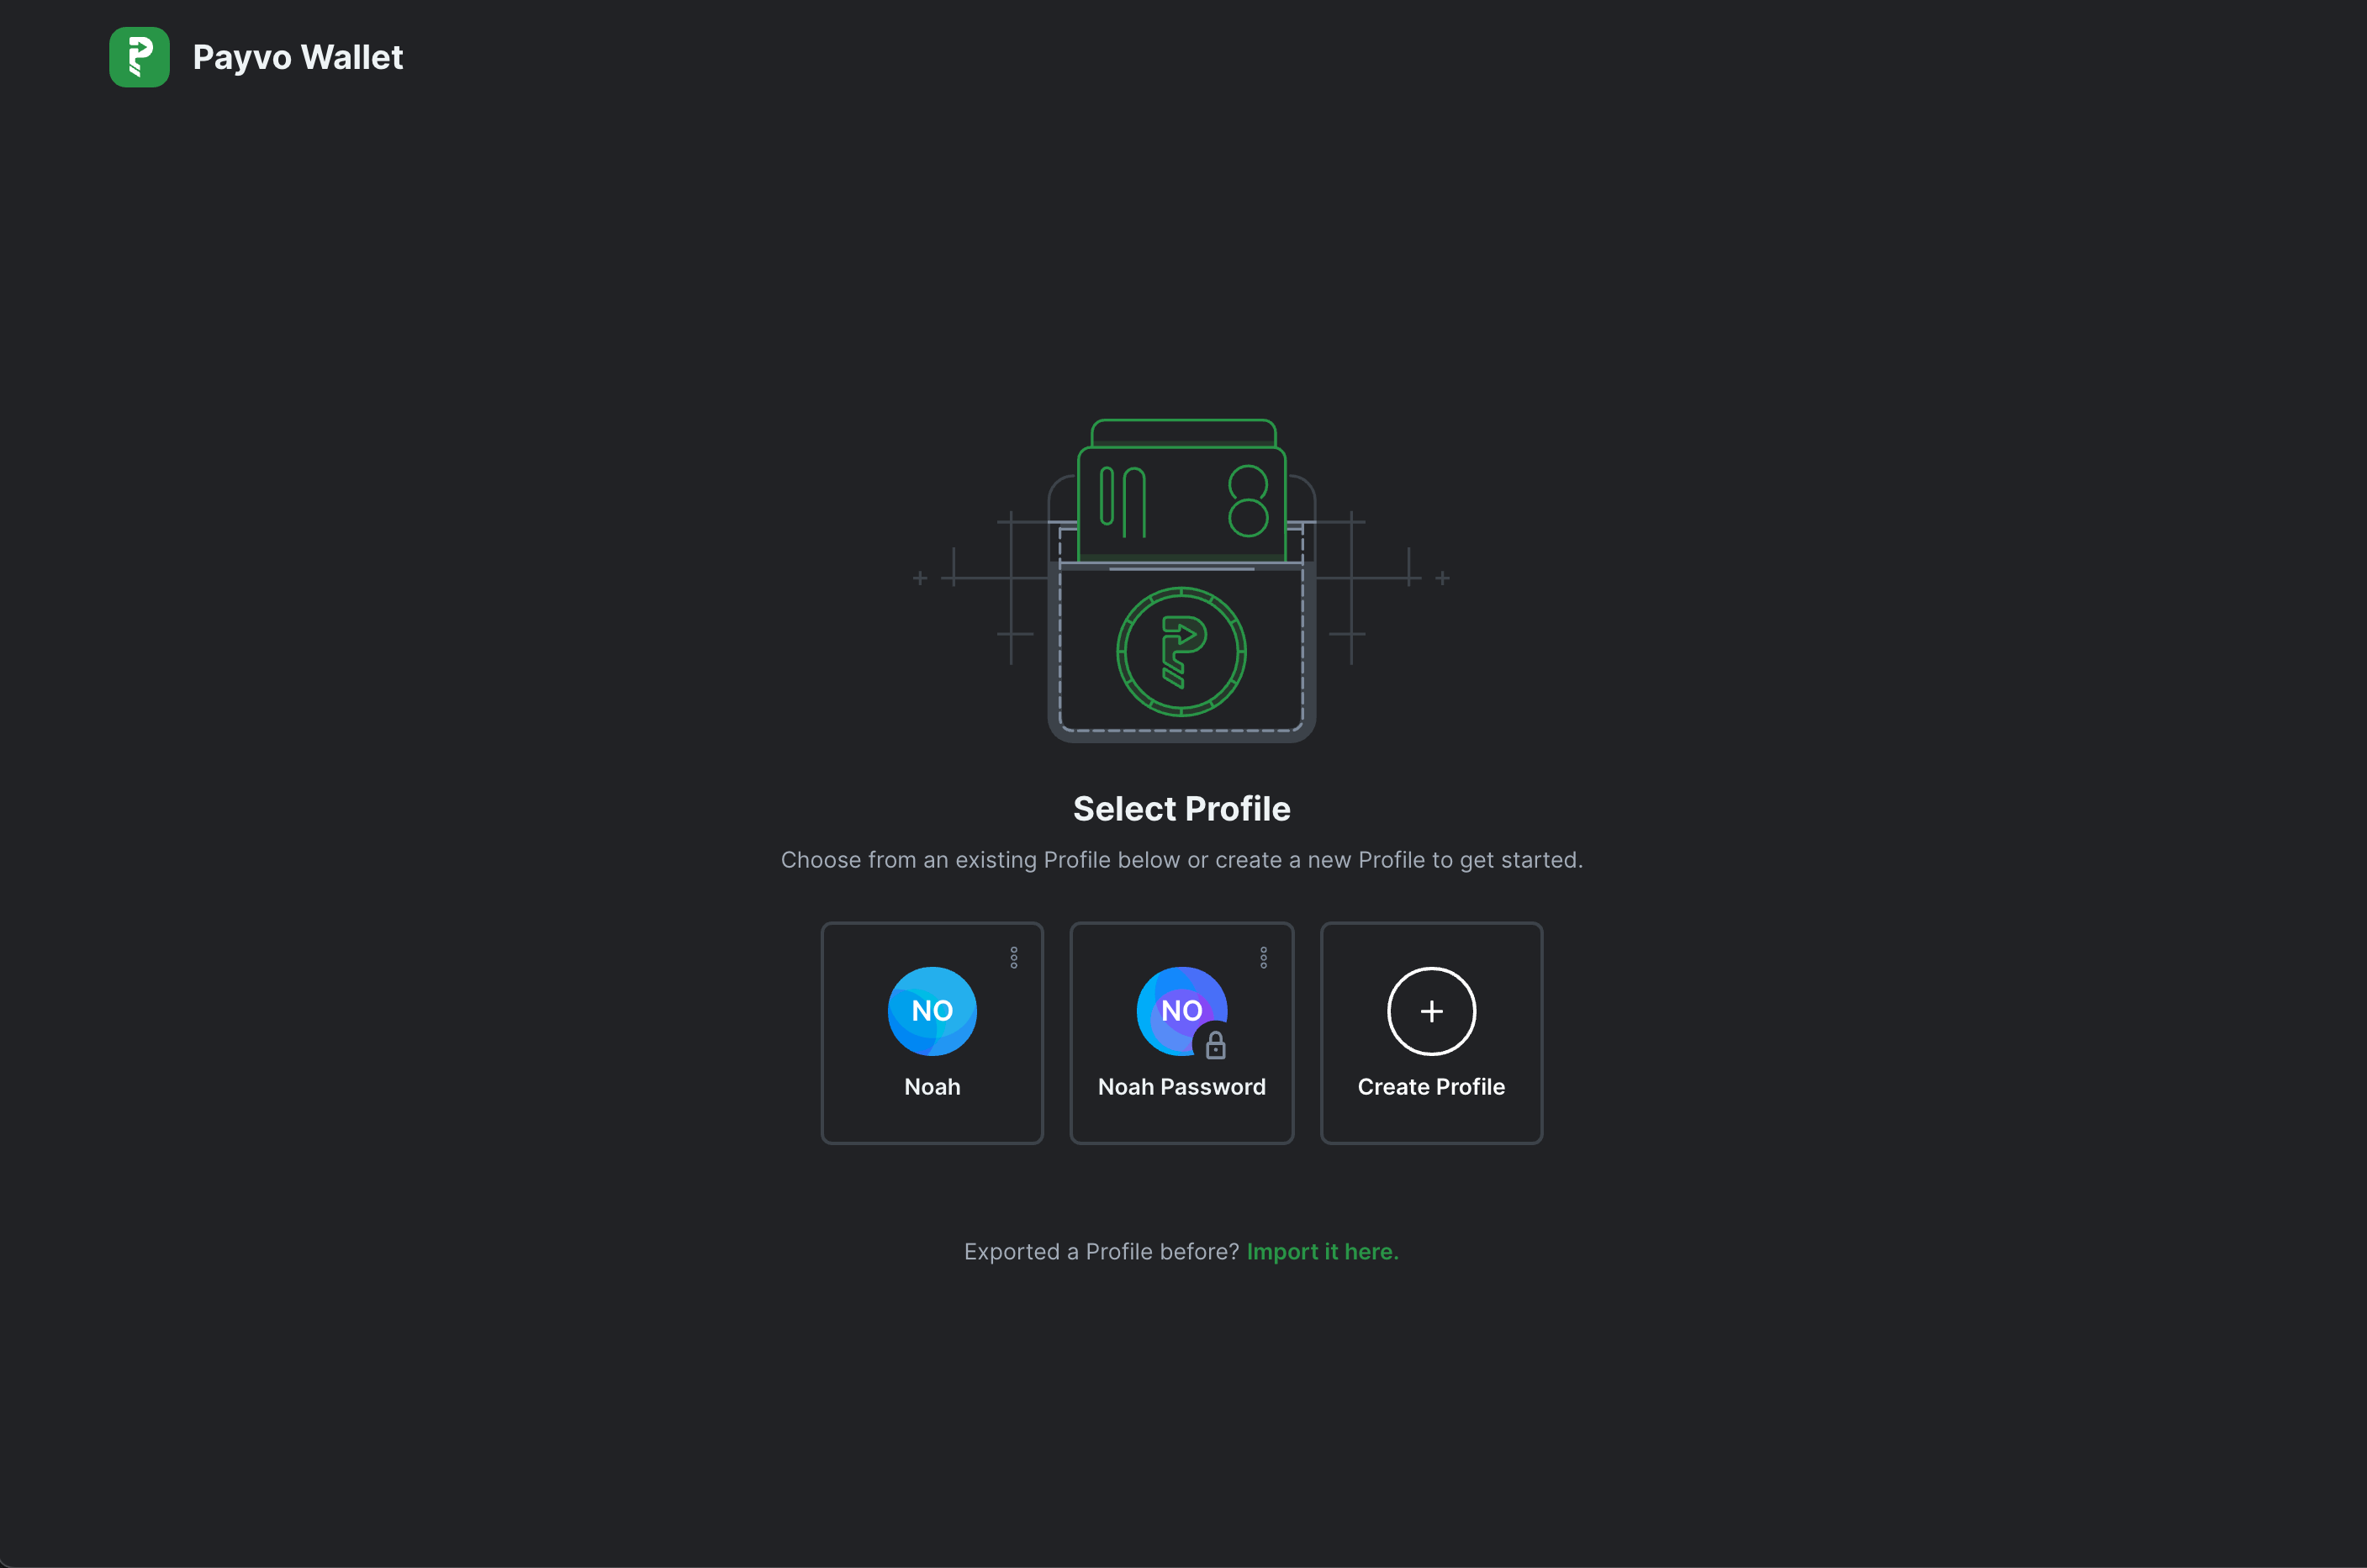 Payvo Wallet
Select Profile
Choose from an existing Profile below or create a new Profile to get started.
NO
Noah
NO
Noah Password
Create Profile
Exported a Profile before? Import it here.